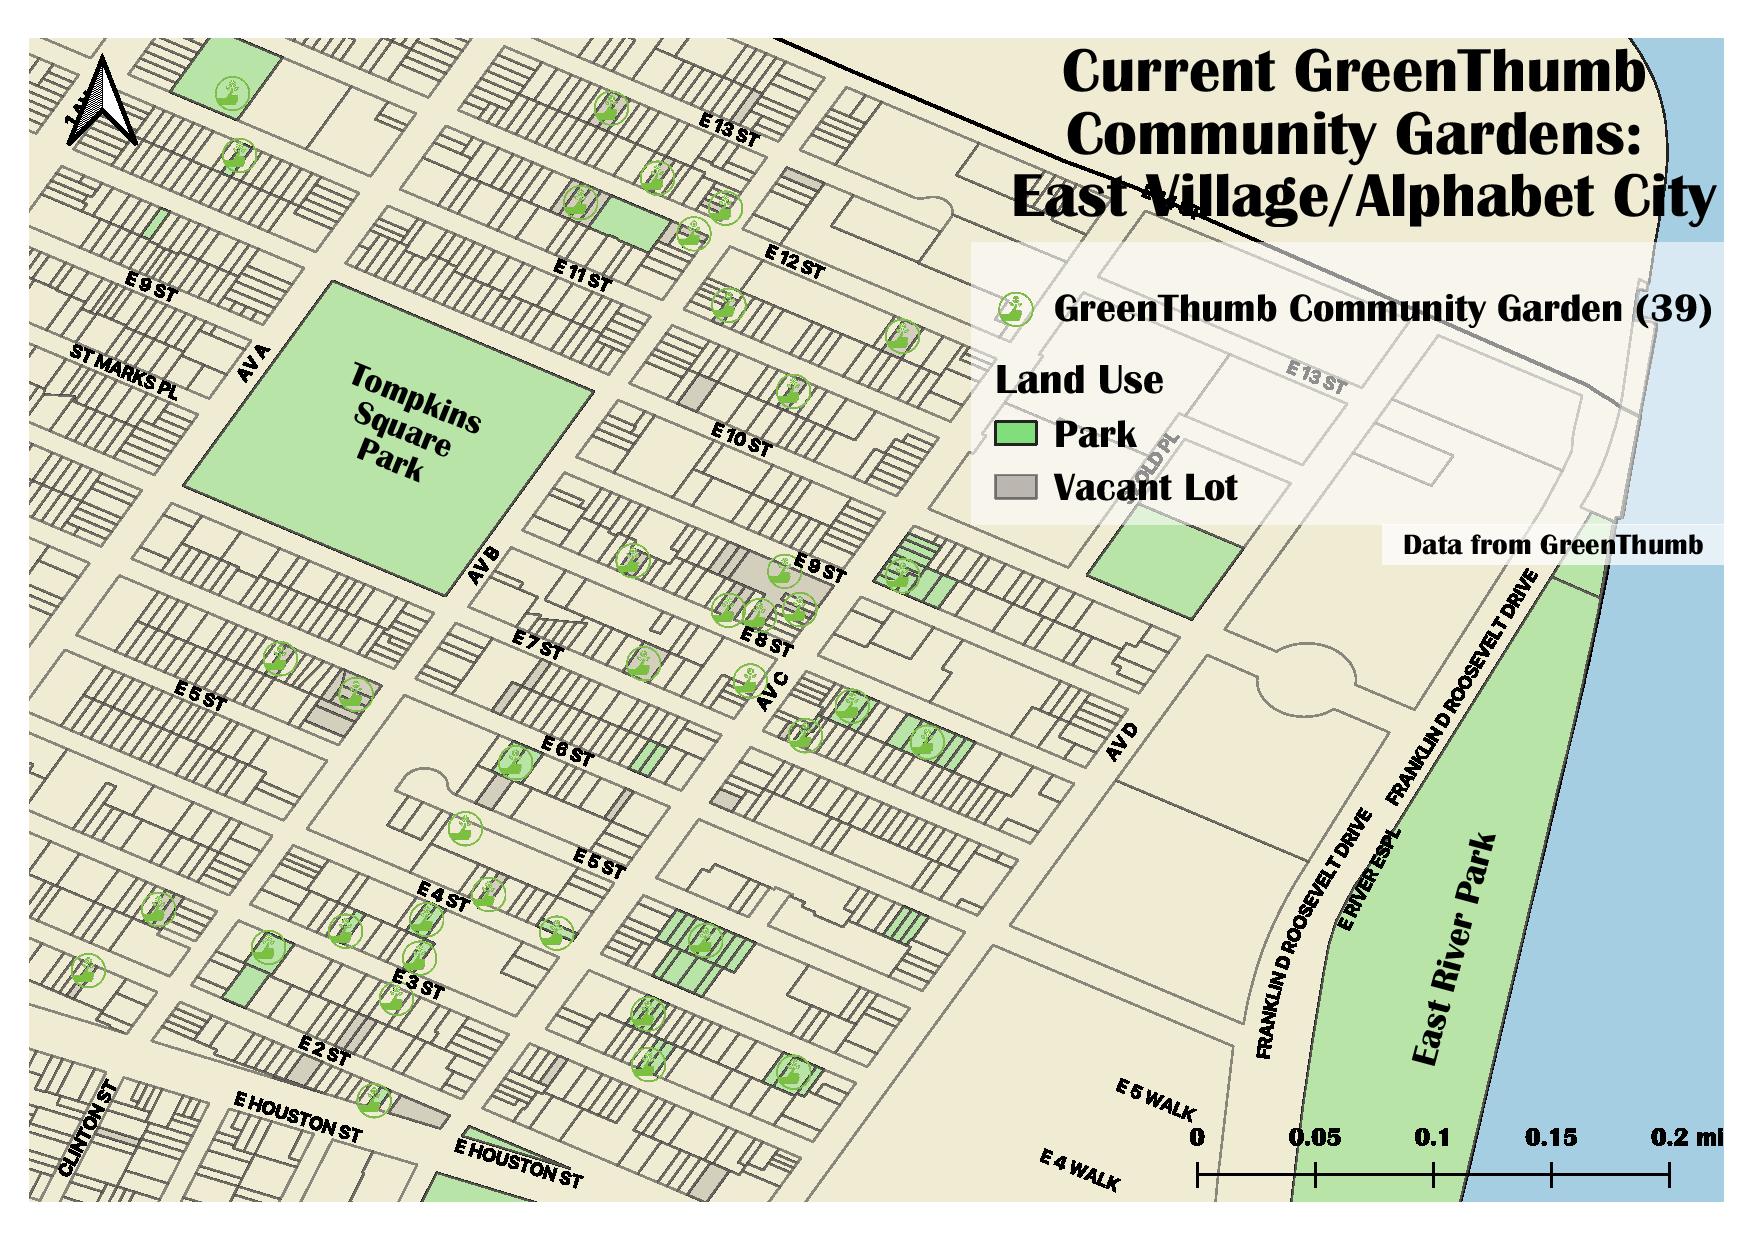 Current GreenThumb
Community Gardens:
East Village/Alphabet City
GreenThumb Community Garden (39)
Land Use
Park
Vacant Lot
Data from GreenThumb
E 13 ST
E 12 ST
E 11 ST
E 9 ST
ST MARKS PL
AV A
Tompkins
Square
Park
E 10 ST
E 13 ST
E 9 ST
AV B
E 8 ST
E 7 ST
AV C
E 5 ST
E 6 ST
AV D
FRANKLIN D ROOSEVELT DRIVE
FRANKLIN D ROOSEVELT DRIVE
E RIVER ESPL
East River Park
E 5 ST
E 4 ST
E 3 ST
E 2 ST
E HOUSTON ST
E HOUSTON ST
CLINTON ST
E 5 WALK
E 4 WALK
0 0.05 0.1 0.15 0.2 mi